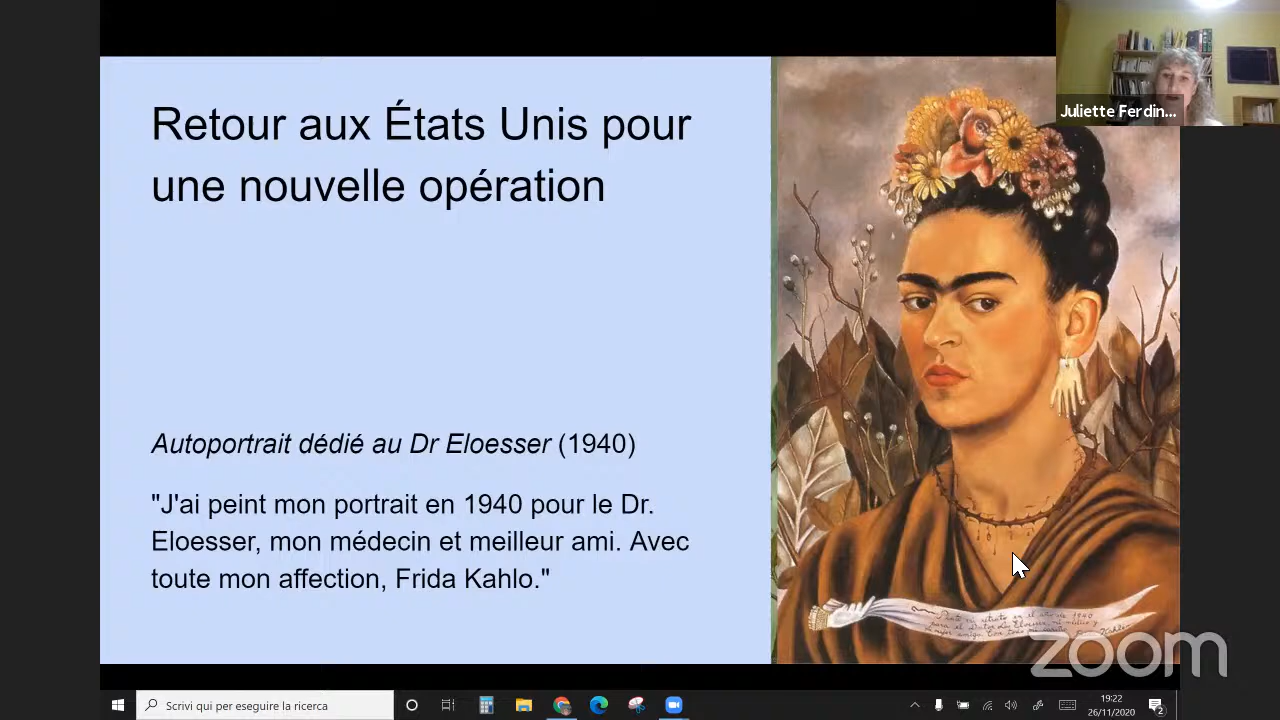 Retour aux États Unis pour
une nouvelle opération
Autoportrait dédié au Dr Eloesser (1940)
"J'ai peint mon portrait en 1940 pour le Dr.
Eloesser, mon médecin et meilleur ami. Avec
toute mon affection, Frida Kahlo."
Juliette Ferdin...
zoom
Scrivi qui per eseguire la ricerca
19:22
26/11/2020
2